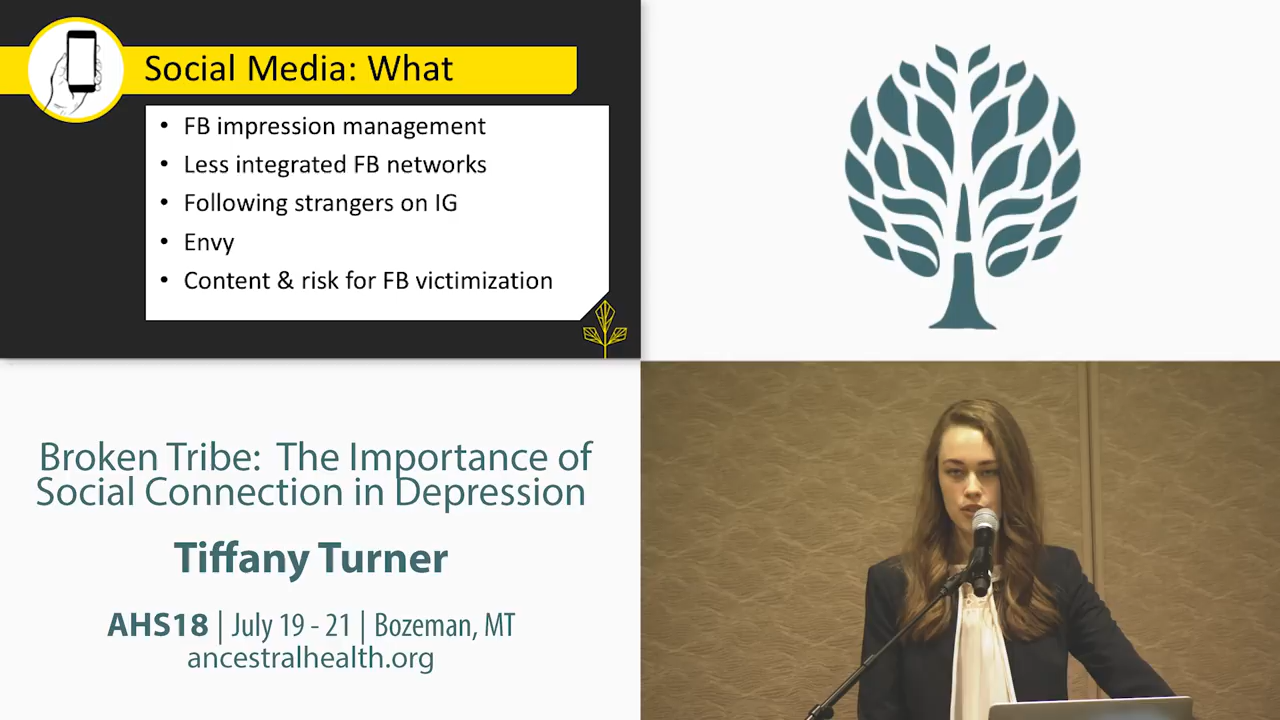 Social Media: What
• FB impression management
• Less integrated FB networks
• Following strangers on IG
• Envy
• Content & risk for FB victimization
Broken Tribe: The Importance of
Social Connection in Depression
Tiffany Turner
AHS18 | July 19 - 21 | Bozeman, MT
ancestralhealth.org